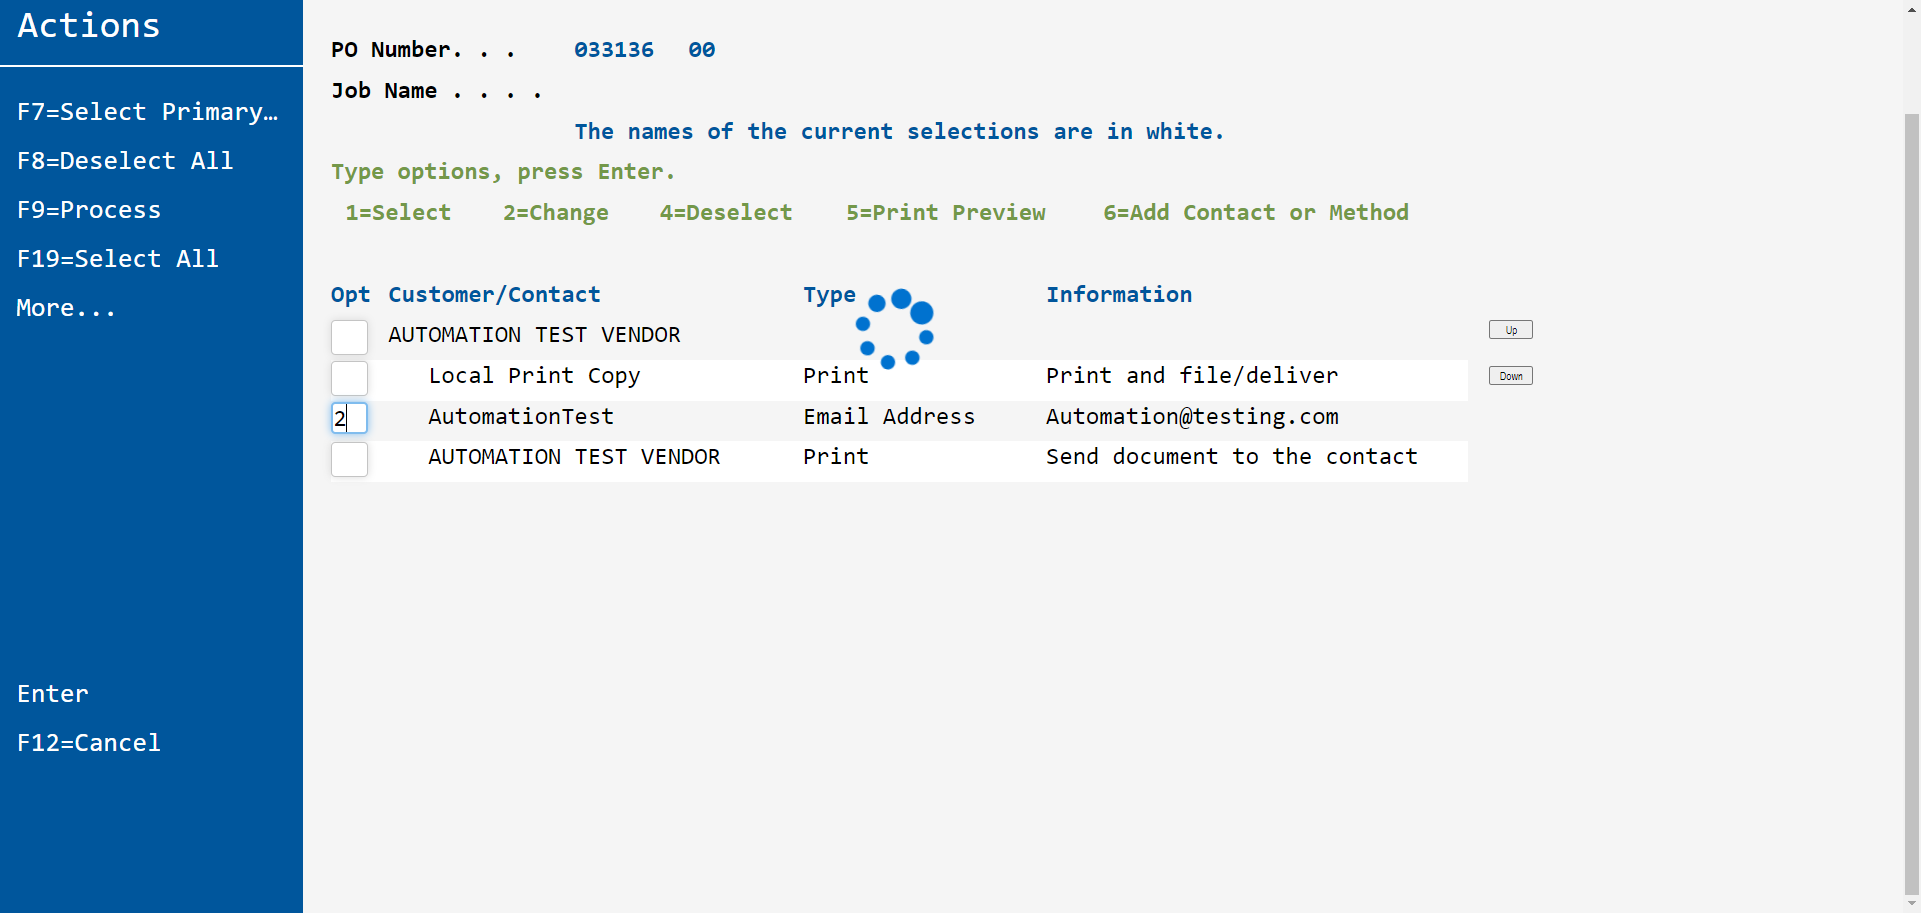 Actions
F7=Select Primary…
F8=Deselect All
F9=Process
F19=Select All
More...
Enter
F12=Cancel
PO Number. . . 033136 00
Job Name . . . .
The names of the current selections are in white.
Type options, press Enter.
1=Select 2=Change 4=Deselect 5=Print Preview 6=Add Contact or Method
Opt Customer/Contact Type Information
AUTOMATION TEST VENDOR
Up
Local Print Copy Print Print and file/deliver
Down
2 AutomationTest Email Address Automation@testing.com
AUTOMATION TEST VENDOR Print Send document to the contact